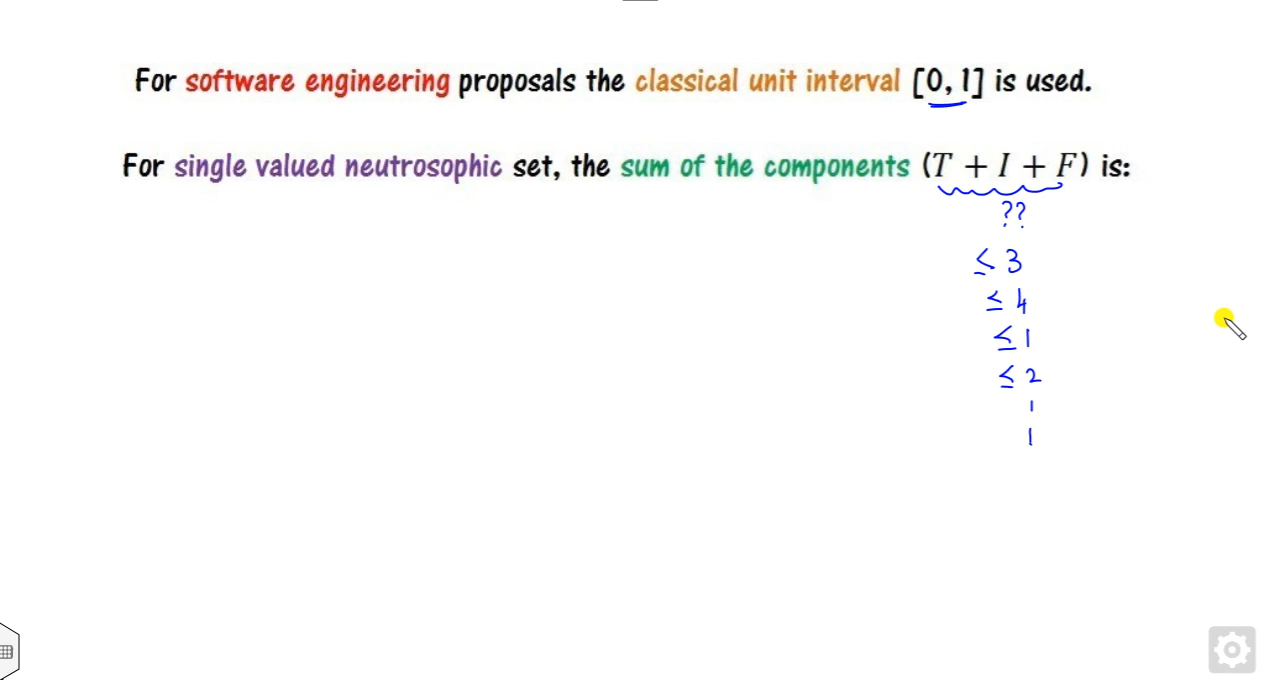 For software engineering proposals the classical unit interval [0, 1] is used.
For single valued neutrosophic set, the sum of the components (T + I + F) is:
??
≤ 3
≤ 4
≤ 1
≤ 2